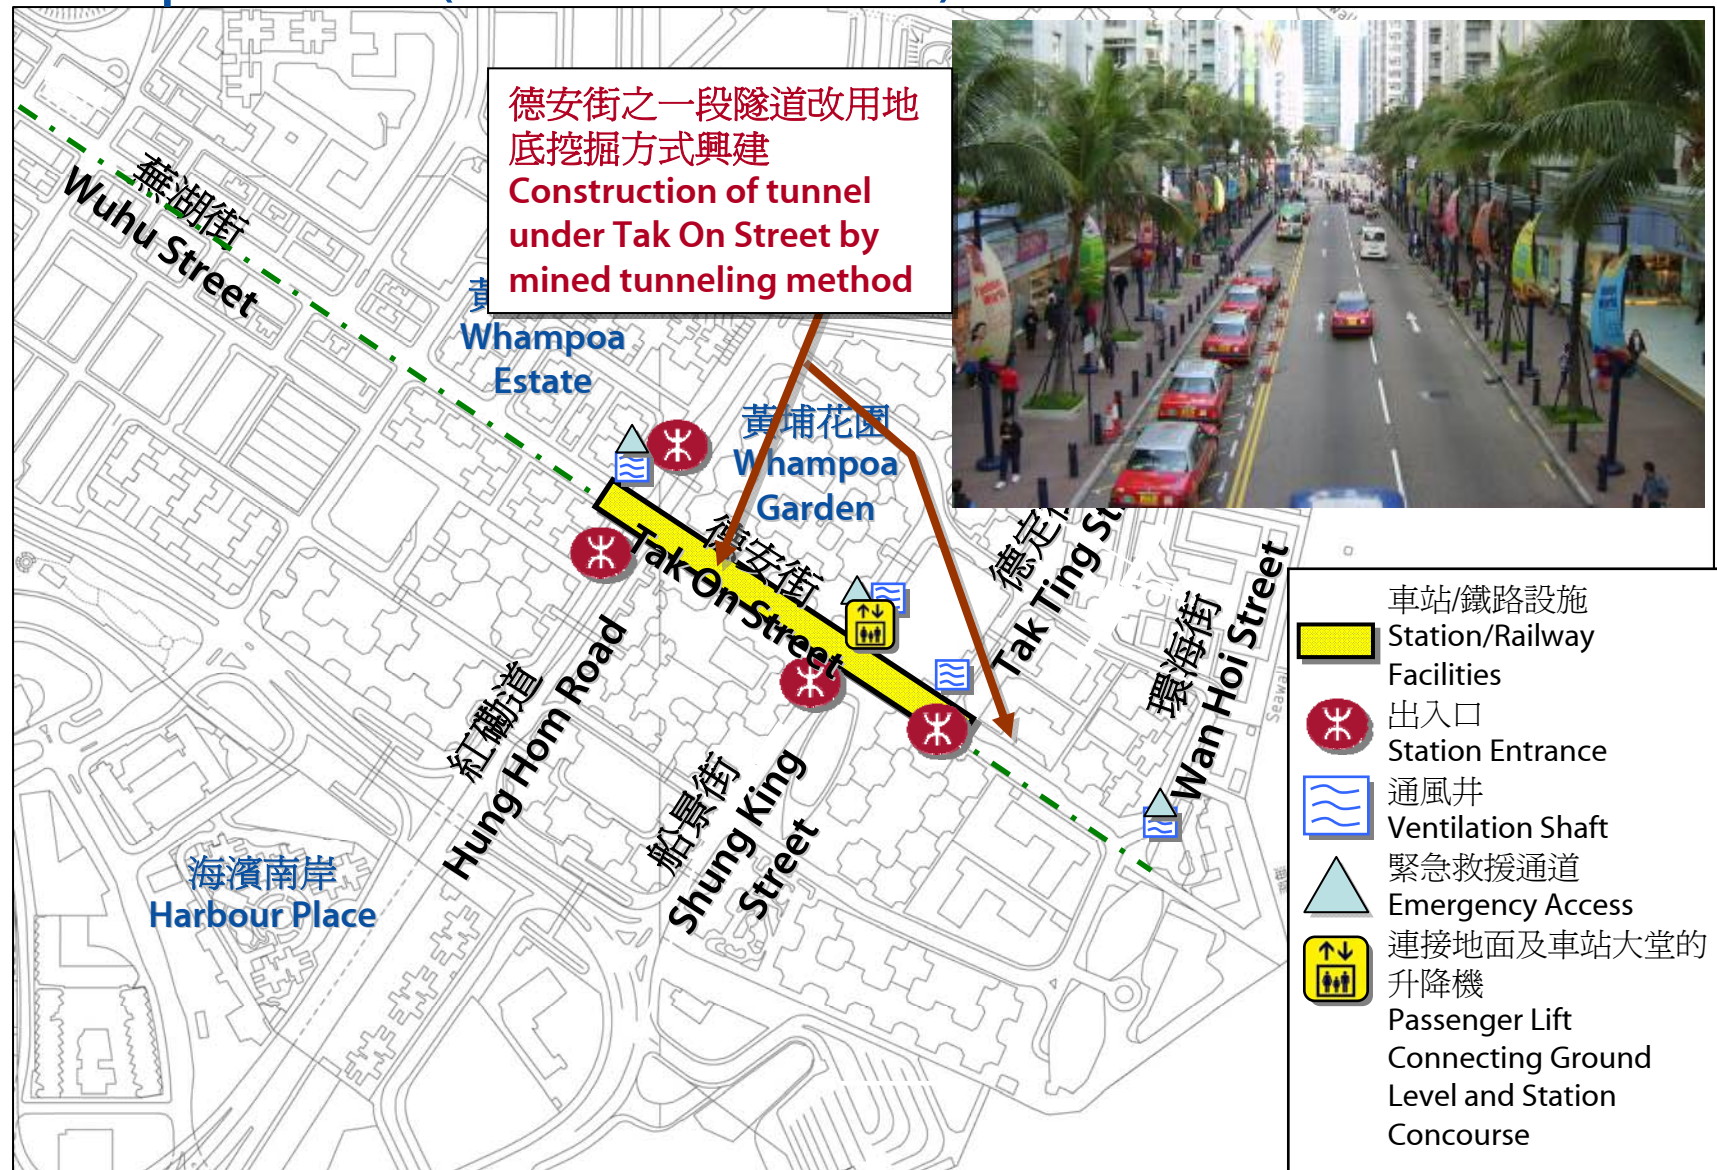 德安街之一段隧道改用地
底挖掘方式興建
Construction of tunnel
under Tak On Street by
mined tunneling method
蕪湖街
Wuhu Street
黃
Whampoa
Estate
黃埔花園
Whampoa
Garden
德安街
Tak On Street
德定
Tak Ting St
環海街
Wan Hoi Street
Seawal
紅磡道
Hung Hom Road
船景街
Shung King
Street
海濱南岸
Harbour Place
車站/鐵路設施
Station/Railway
Facilities
出入口
Station Entrance
通風井
Ventilation Shaft
緊急救援通道
Emergency Access
連接地面及車站大堂的
升降機
Passenger Lift
Connecting Ground
Level and Station
Concourse